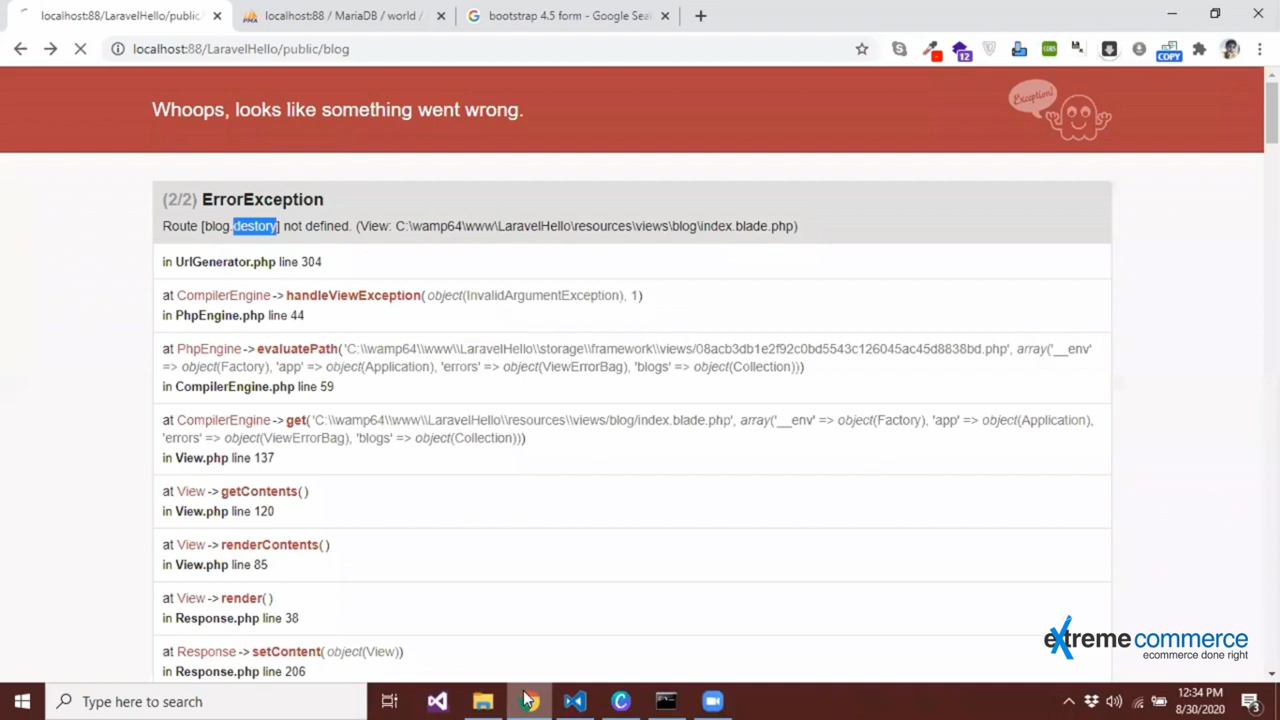 localhost:88/LaravelHello/public/
localhost:88 / MariaDB / world /
bootstrap 4.5 form - Google Sea
localhost:88/LaravelHello/public/blog
12
COPY
Whoops, looks like something went wrong.
Exception!
(2/2) ErrorException
Route [blog.destory] not defined. (View: C:\wamp64\www\LaravelHello\resources\views\blog\index.blade.php)
in UrlGenerator.php line 304
at CompilerEngine->handleViewException(object(InvalidArgumentException), 1)
in PhpEngine.php line 44
at PhpEngine->evaluatePath('C:\\wamp64\\www\\LaravelHello\\storage\\framework\\views/08acb3db1e2f92c0bd5543c126045ac45d8838bd.php', array('__env'
=> object(Factory), 'app' => object(Application), 'errors' => object(ViewErrorBag), 'blogs' => object(Collection)))
in CompilerEngine.php line 59
at CompilerEngine->get('C:\\wamp64\\www\\LaravelHello\\resources\\views/blog/index.blade.php', array('__env' => object(Factory), 'app' => object(Application),
'errors' => object(ViewErrorBag), 'blogs' => object(Collection)))
in View.php line 137
at View->getContents()
in View.php line 120
at View->renderContents()
in View.php line 85
at View->render()
in Response.php line 38
at Response->setContent(object(View))
in Response.php line 206
extreme commerce
ecommerce done right
Type here to search
12:34 PM
8/30/2020
3